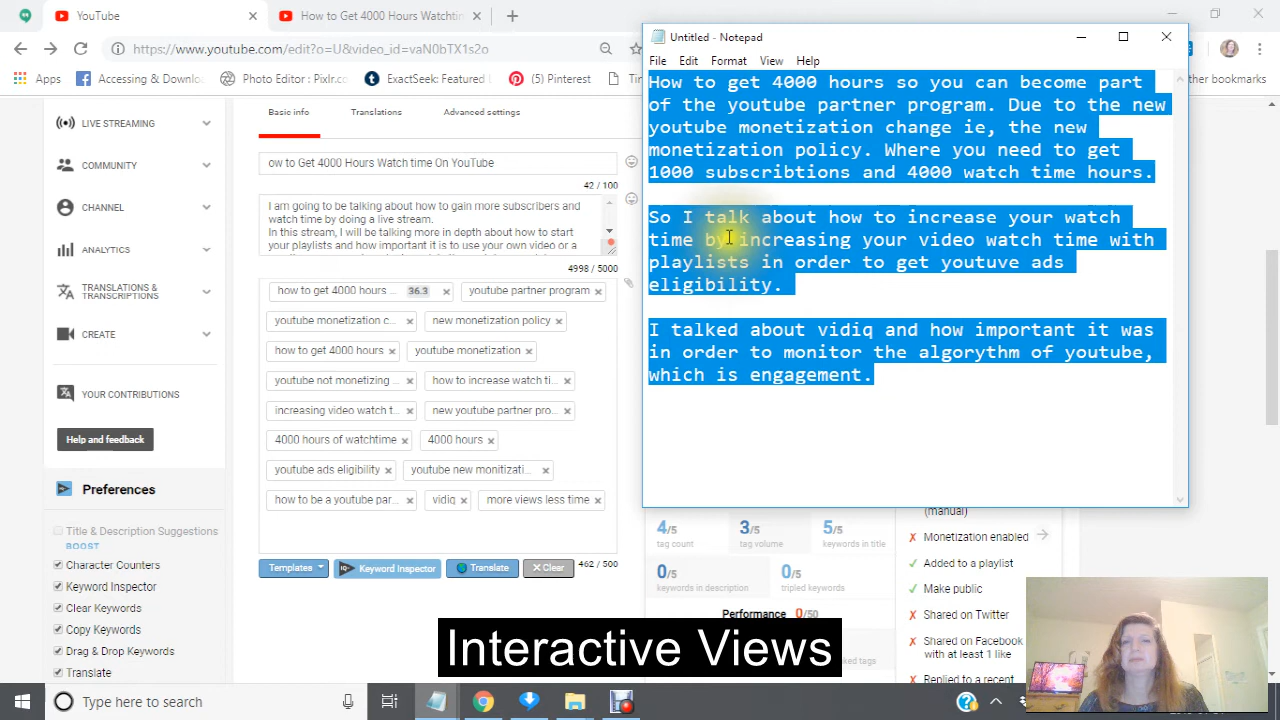 YouTube
How to Get 4000 Hours Watchtim
https://www.youtube.com/edit?o=U&video_id=vaN0bTX1s2o
Apps
Accessing & Downloa
Photo Editor : Pixlr.com
ExactSeek: Featured
(5) Pinterest
her bookmarks
Untitled - Notepad
File Edit Format View Help
How to get 4000 hours so you can become part
of the youtube partner program. Due to the new
youtube monetization change ie, the new
monetization policy. Where you need to get
1000 subscribtions and 4000 watch time hours.
So I talk about how to increase your watch
time by increasing your video watch time with
playlists in order to get youtuve ads
eligibility.
I talked about vidiq and how important it was
in order to monitor the algorythm of youtube,
which is engagement.
LIVE STREAMING
COMMUNITY
CHANNEL
ANALYTICS
TRANSLATIONS &
TRANSCRIPTIONS
CREATE
YOUR CONTRIBUTIONS
Help and feedback
Preferences
Title & Description Suggestions
BOOST
Character Counters
Keyword Inspector
Clear Keywords
Copy Keywords
Drag & Drop Keywords
Translate
Basic info Translations Advanced settings
ow to Get 4000 Hours Watch time On YouTube
42 / 100
I am going to be talking about how to gain more subscribers and
watch time by doing a live stream.
In this stream, I will be talking more in depth about how to start
your playlists and how important it is to use your own video or a
4998 / 5000
how to get 4000 hours ... 36.3 youtube partner program
youtube monetization c... new monetization policy
how to get 4000 hours youtube monetization
youtube not monetizing ... how to increase watch ti...
increasing video watch t... new youtube partner pro...
4000 hours of watchtime 4000 hours
youtube ads eligibility youtube new monitizati...
how to be a youtube par... vidiq more views less time
Templates Keyword Inspector Translate Clear 462 / 500
4/5 3/5 5/5
tag count tag volume keywords in title
0/5 0/5
keywords in description tripled keywords
Performance 0/50
ked tags
(manual)
Monetization enabled
Added to a playlist
Make public
Shared on Twitter
Shared on Facebook
with at least 1 like
Replied to a recent
Interactive Views
Type here to search